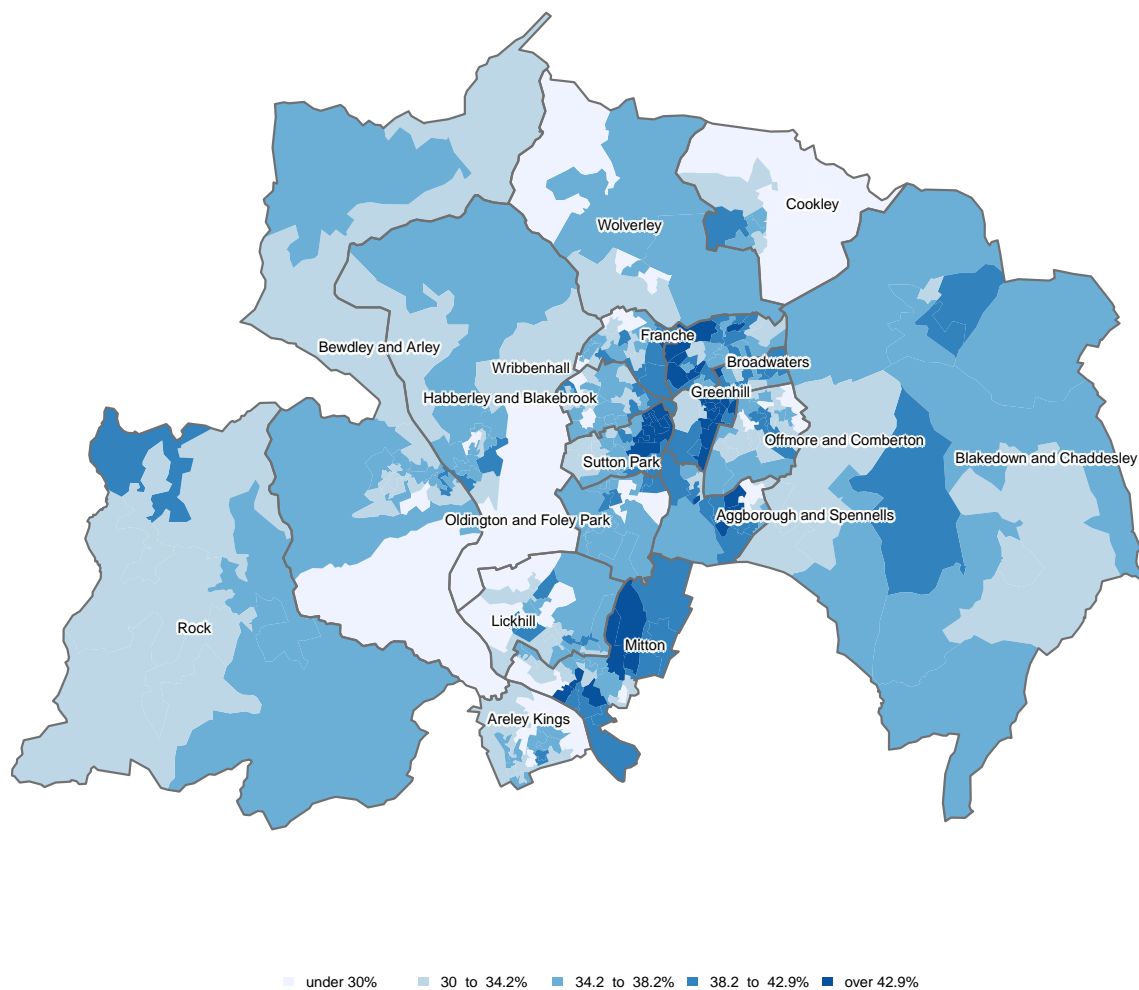 Cookley
Wolverley
Franche
Bewdley and Arley
Broadwaters
Wribbenhall
Greenhill
Habberley and Blakebrook
Offmore and Comberton
Blakedown and Chaddesley
Sutton Park
Aggborough and Spennells
Oldington and Foley Park
Lickhill
Rock
Mitton
Areley Kings
under 30% 30 to 34.2% 34.2 to 38.2% 38.2 to 42.9% over 42.9%